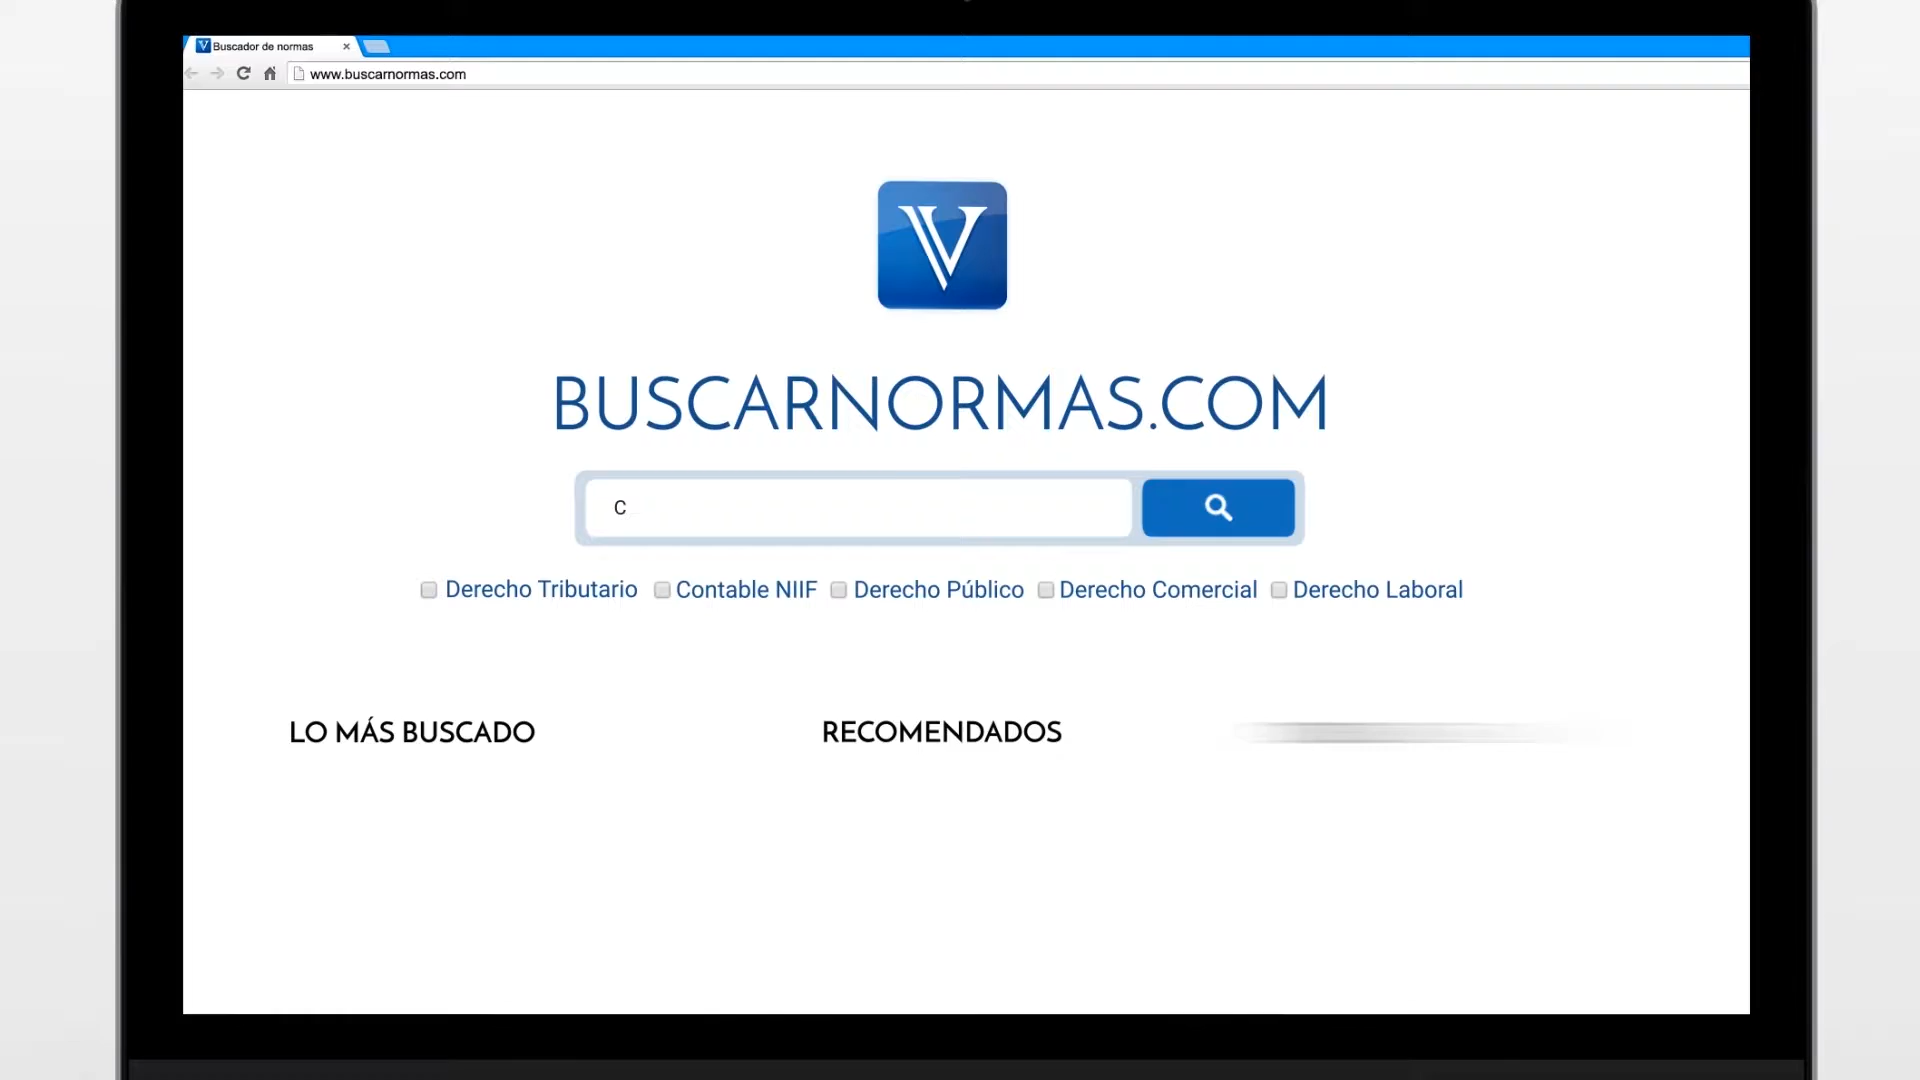 Buscador de normas
www.buscarnormas.com
V
BUSCARNORMAS.COM
C
Derecho Tributario Contable NIIF Derecho Público Derecho Comercial Derecho Laboral
LO MÁS BUSCADO RECOMENDADOS